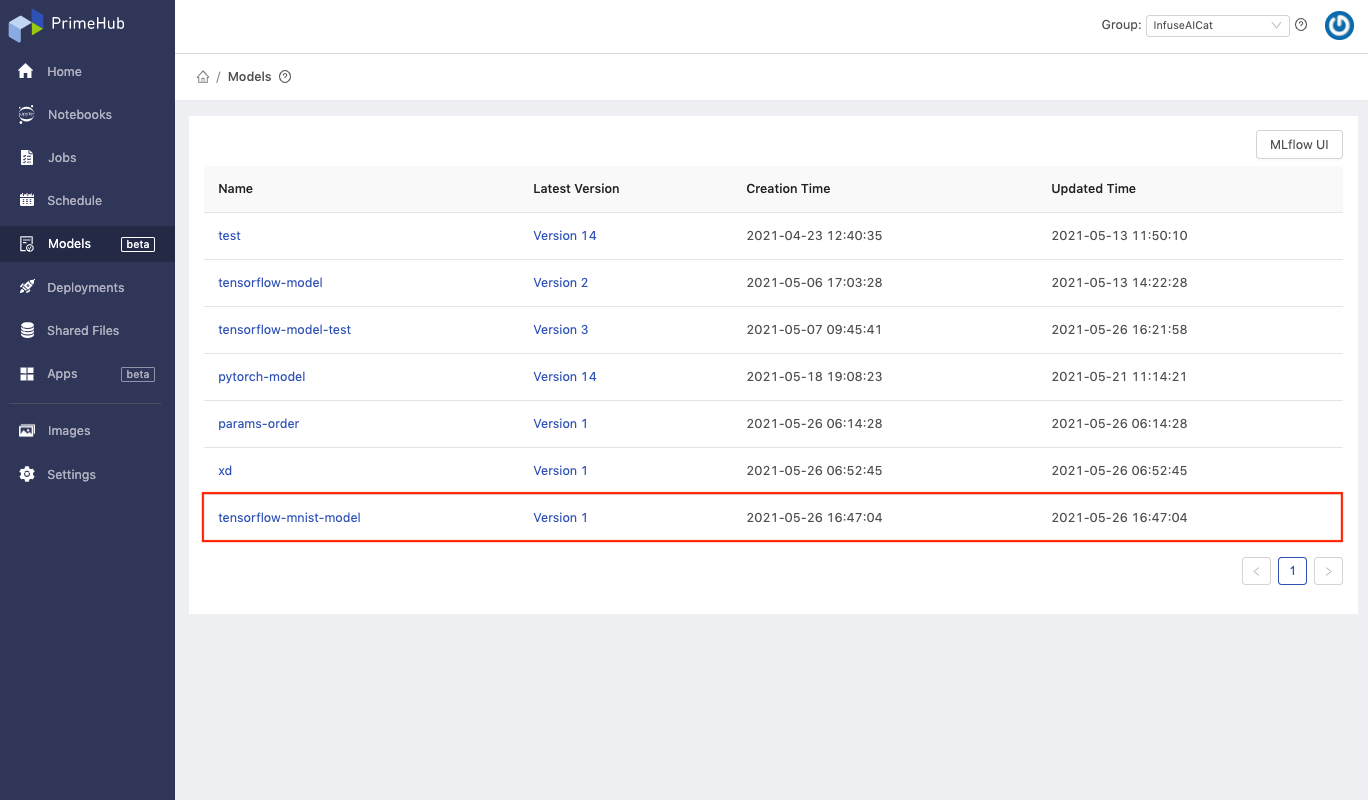 PrimeHub
Group: InfuseAICat
Home
Notebooks
Jobs
Schedule
Models beta
Deployments
Shared Files
Apps beta
Images
Settings
/ Models
MLflow UI
Name Latest Version Creation Time Updated Time
test Version 14 2021-04-23 12:40:35 2021-05-13 11:50:10
tensorflow-model Version 2 2021-05-06 17:03:28 2021-05-13 14:22:28
tensorflow-model-test Version 3 2021-05-07 09:45:41 2021-05-26 16:21:58
pytorch-model Version 14 2021-05-18 19:08:23 2021-05-21 11:14:21
params-order Version 1 2021-05-26 06:14:28 2021-05-26 06:14:28
xd Version 1 2021-05-26 06:52:45 2021-05-26 06:52:45
tensorflow-mnist-model Version 1 2021-05-26 16:47:04 2021-05-26 16:47:04
< 1 >